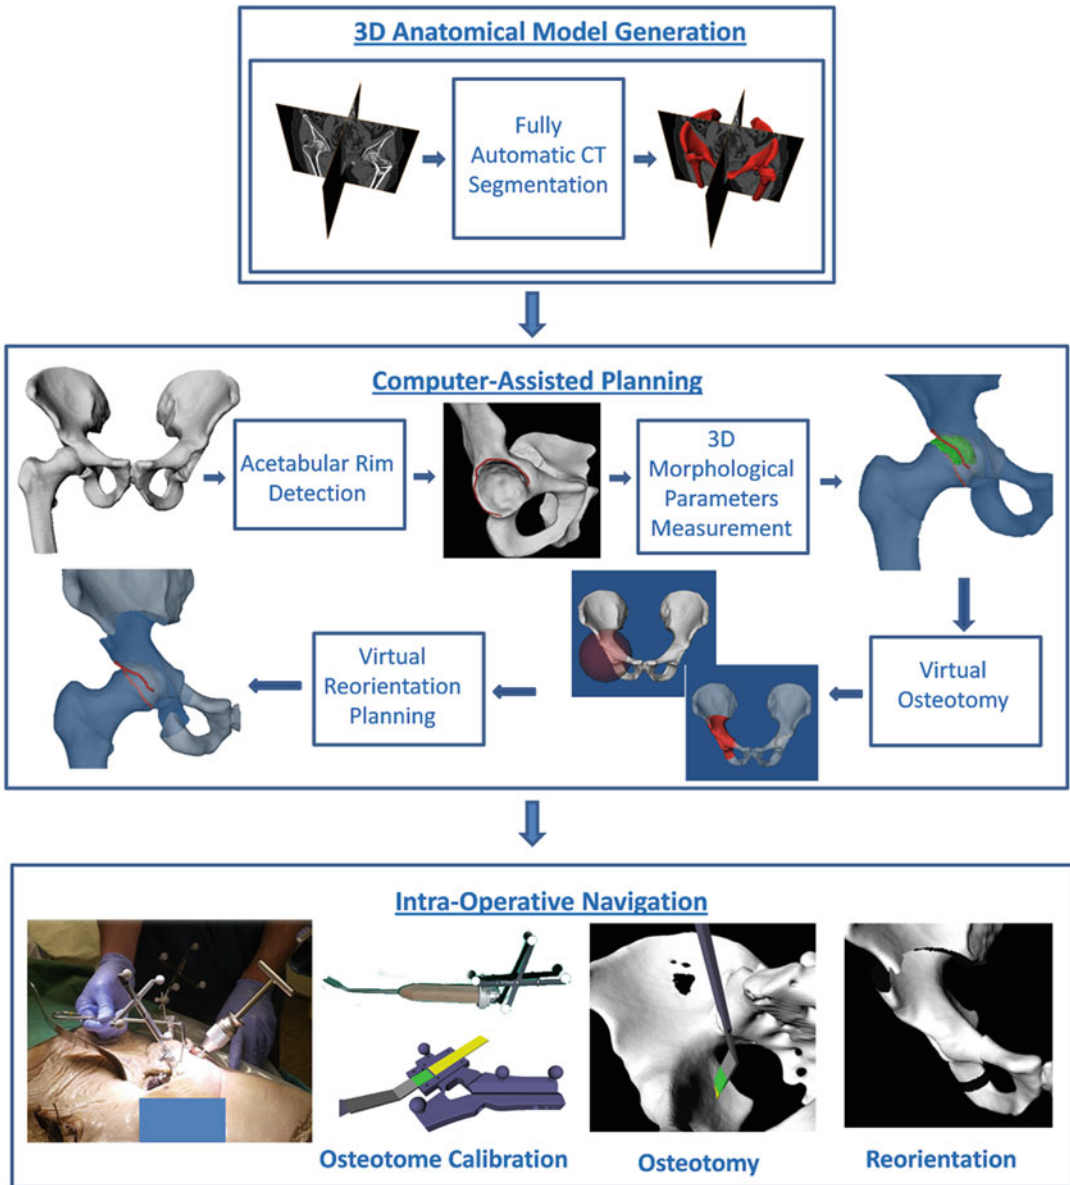 3D Anatomical Model Generation
Fully
Automatic CT
Segmentation
Computer-Assisted Planning
Acetabular Rim
Detection
3D
Morphological
Parameters
Measurement
Virtual
Osteotomy
Virtual
Reorientation
Planning
Intra-Operative Navigation
Osteotome Calibration
Osteotomy
Reorientation